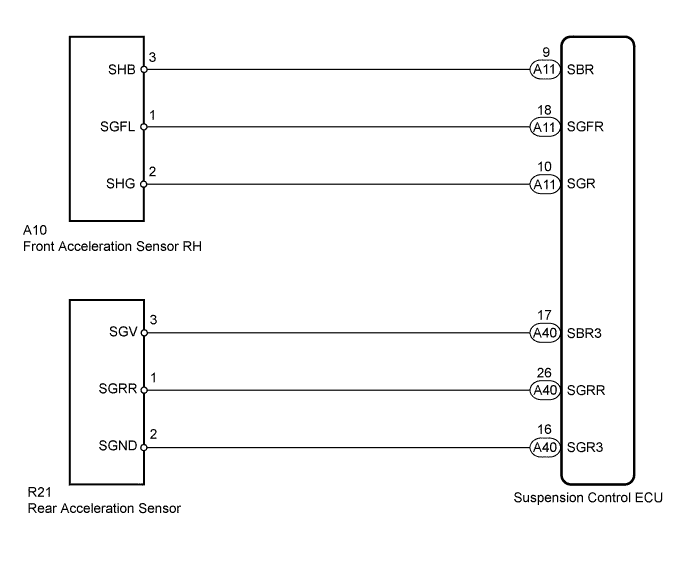 SHB 3 9 A11 SBR
SGFL 1 18 A11 SGFR
SHG 2 10 A11 SGR
A10
Front Acceleration Sensor RH
SGV 3 17 A40 SBR3
SGRR 1 26 A40 SGRR
SGND 2 16 A40 SGR3
R21
Rear Acceleration Sensor
Suspension Control ECU